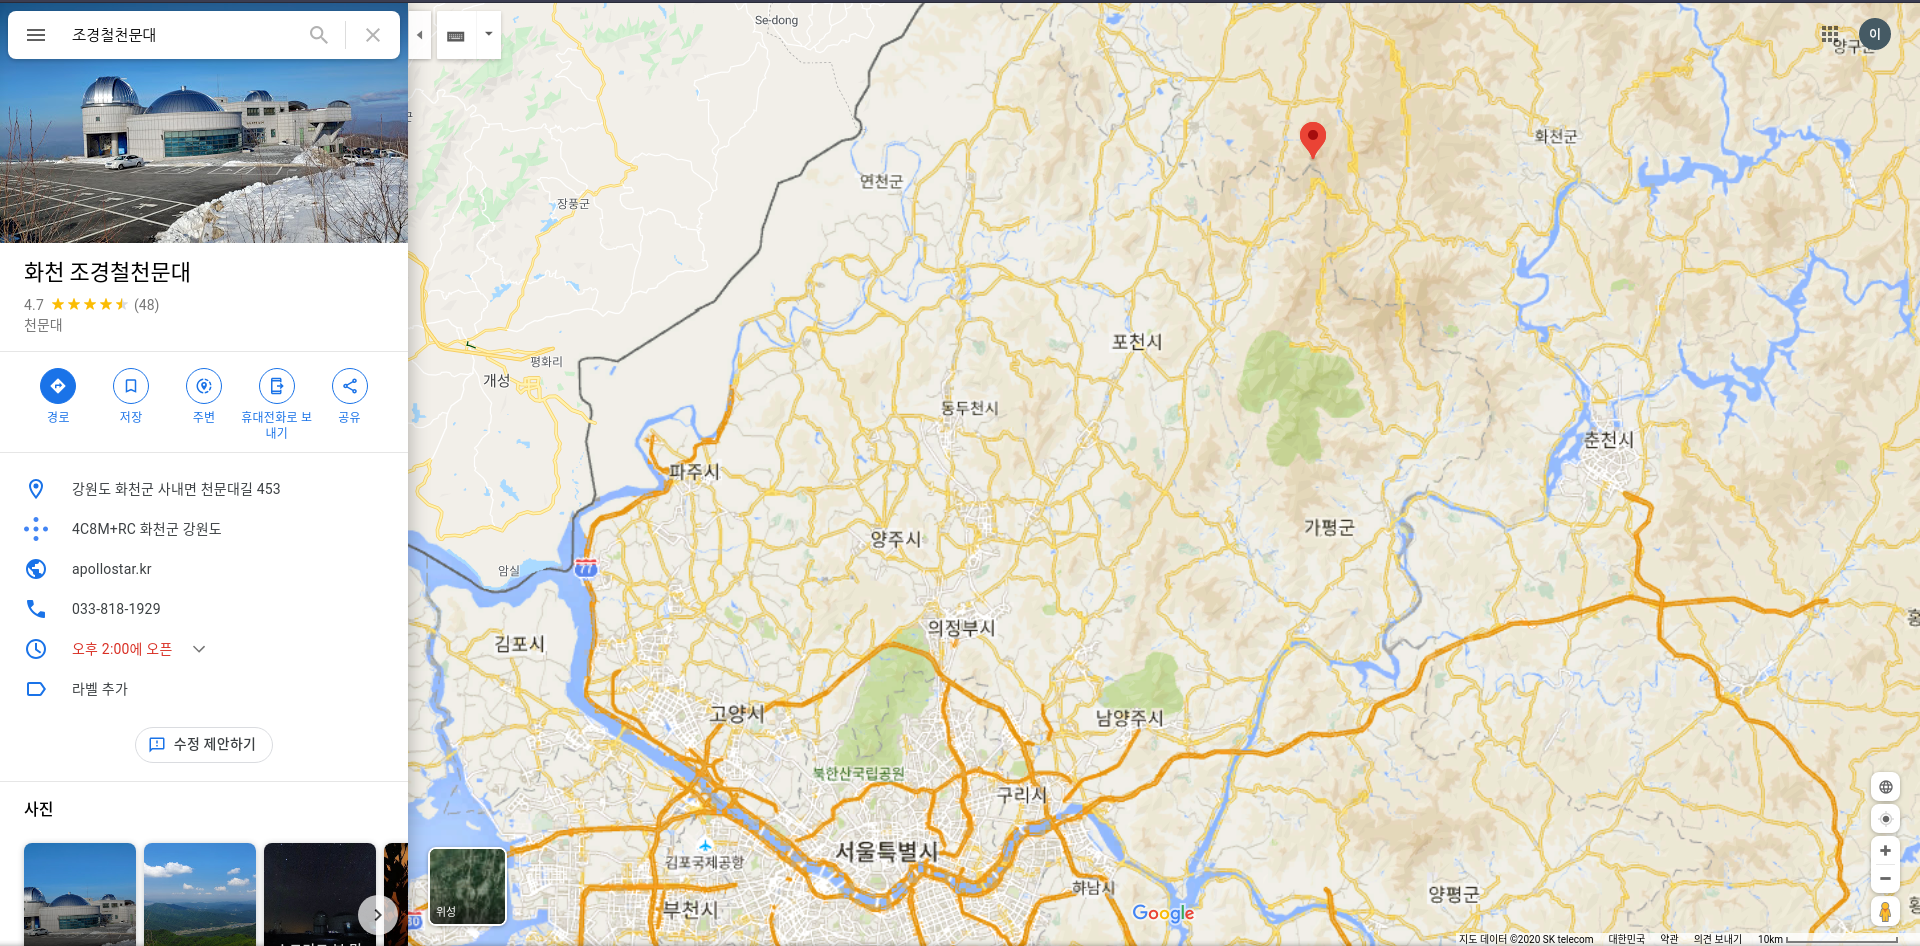 조경철천문대
화천 조경철천문대
4.7 (48)
천문대
경로
저장
주변
휴대전화로 보
내기
공유
강원도 화천군 사내면 천문대길 453
4C8M+RC 화천군 강원도
apollostar.kr
033-818-1929
오후 2:00에 오픈
라벨 추가
수정 제안하기
사진
위성
이
Se-dong
양구군
화천군
연천군
장풍군
평화리
개성
포천시
동두천시
춘천시
파주시
가평군
양주시
암실
77
의정부시
김포시
고양시
남양주시
북한산국립공원
구리시
서울특별시
김포국제공항
하남시
양평군
부천시
Google
지도 데이터 ©2020 SK telecom 대한민국 약관 의견 보내기 10km